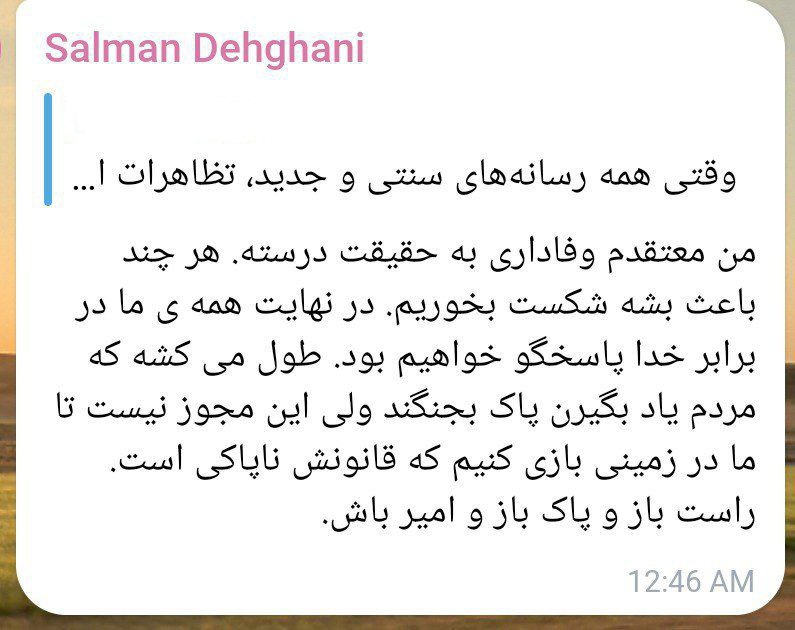 Salman Dehghani
وقتی همه رسانه‌های سنتی و جدید، تظاهرات ا...
من معتقدم وفاداری به حقیقت درسته. هر چند
باعث بشه شکست بخوریم. در نهایت همه ی ما در
برابر خدا پاسخگو خواهیم بود. طول می کشه که
مردم یاد بگیرن پاک بجنگند ولی این مجوز نیست تا
ما در زمینی بازی کنیم که قانونش ناپاکی است.
راست باز و پاک باز و امیر باش.
12:46 AM